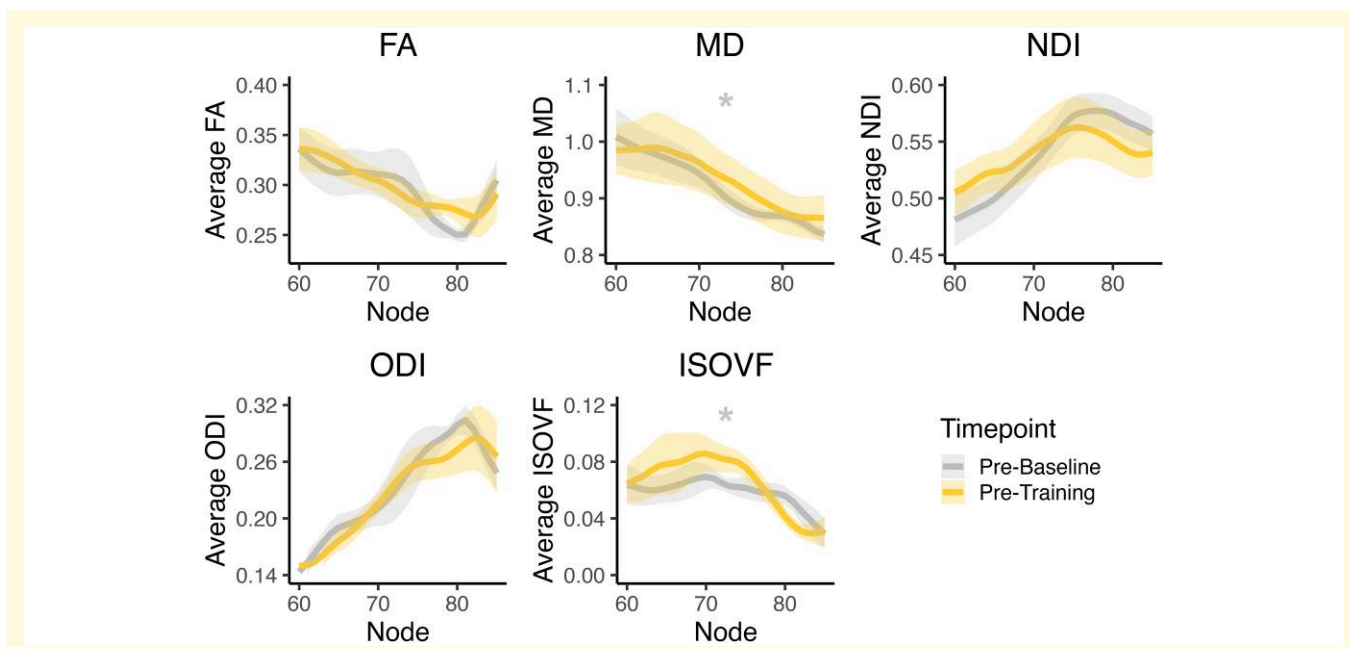 FA
Average FA
0.40
0.35
0.30
0.25
60 70 80
Node
MD
*
Average MD
1.1
1.0
0.9
0.8
60 70 80
Node
NDI
Average NDI
0.60
0.55
0.50
0.45
60 70 80
Node
ODI
Average ODI
0.32
0.26
0.20
0.14
60 70 80
Node
ISOVF
*
Average ISOVF
0.12
0.08
0.04
0.00
60 70 80
Node
Timepoint
Pre-Baseline
Pre-Training